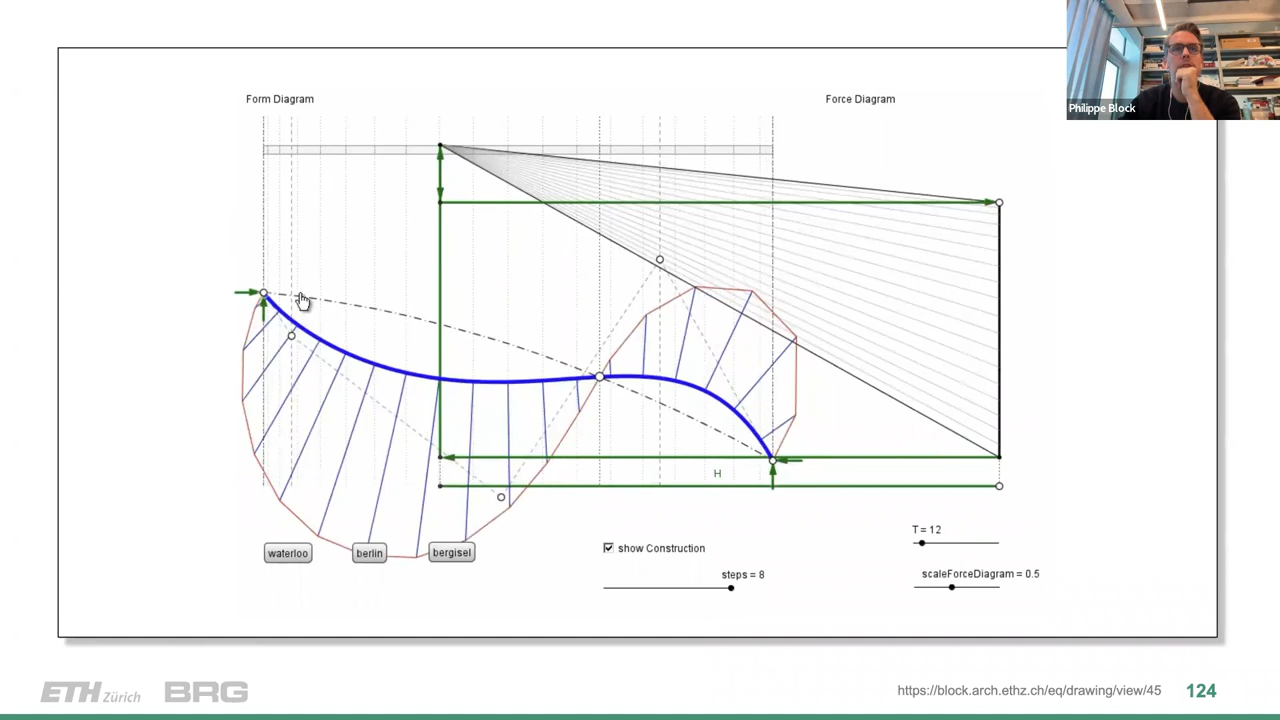 Philippe Block
Form Diagram
Force Diagram
H
T = 12
waterloo
berlin
bergisel
show Construction
steps = 8
scaleForceDiagram = 0.5
ETH Zürich
BRG
https://block.arch.ethz.ch/eq/drawing/view/45
124